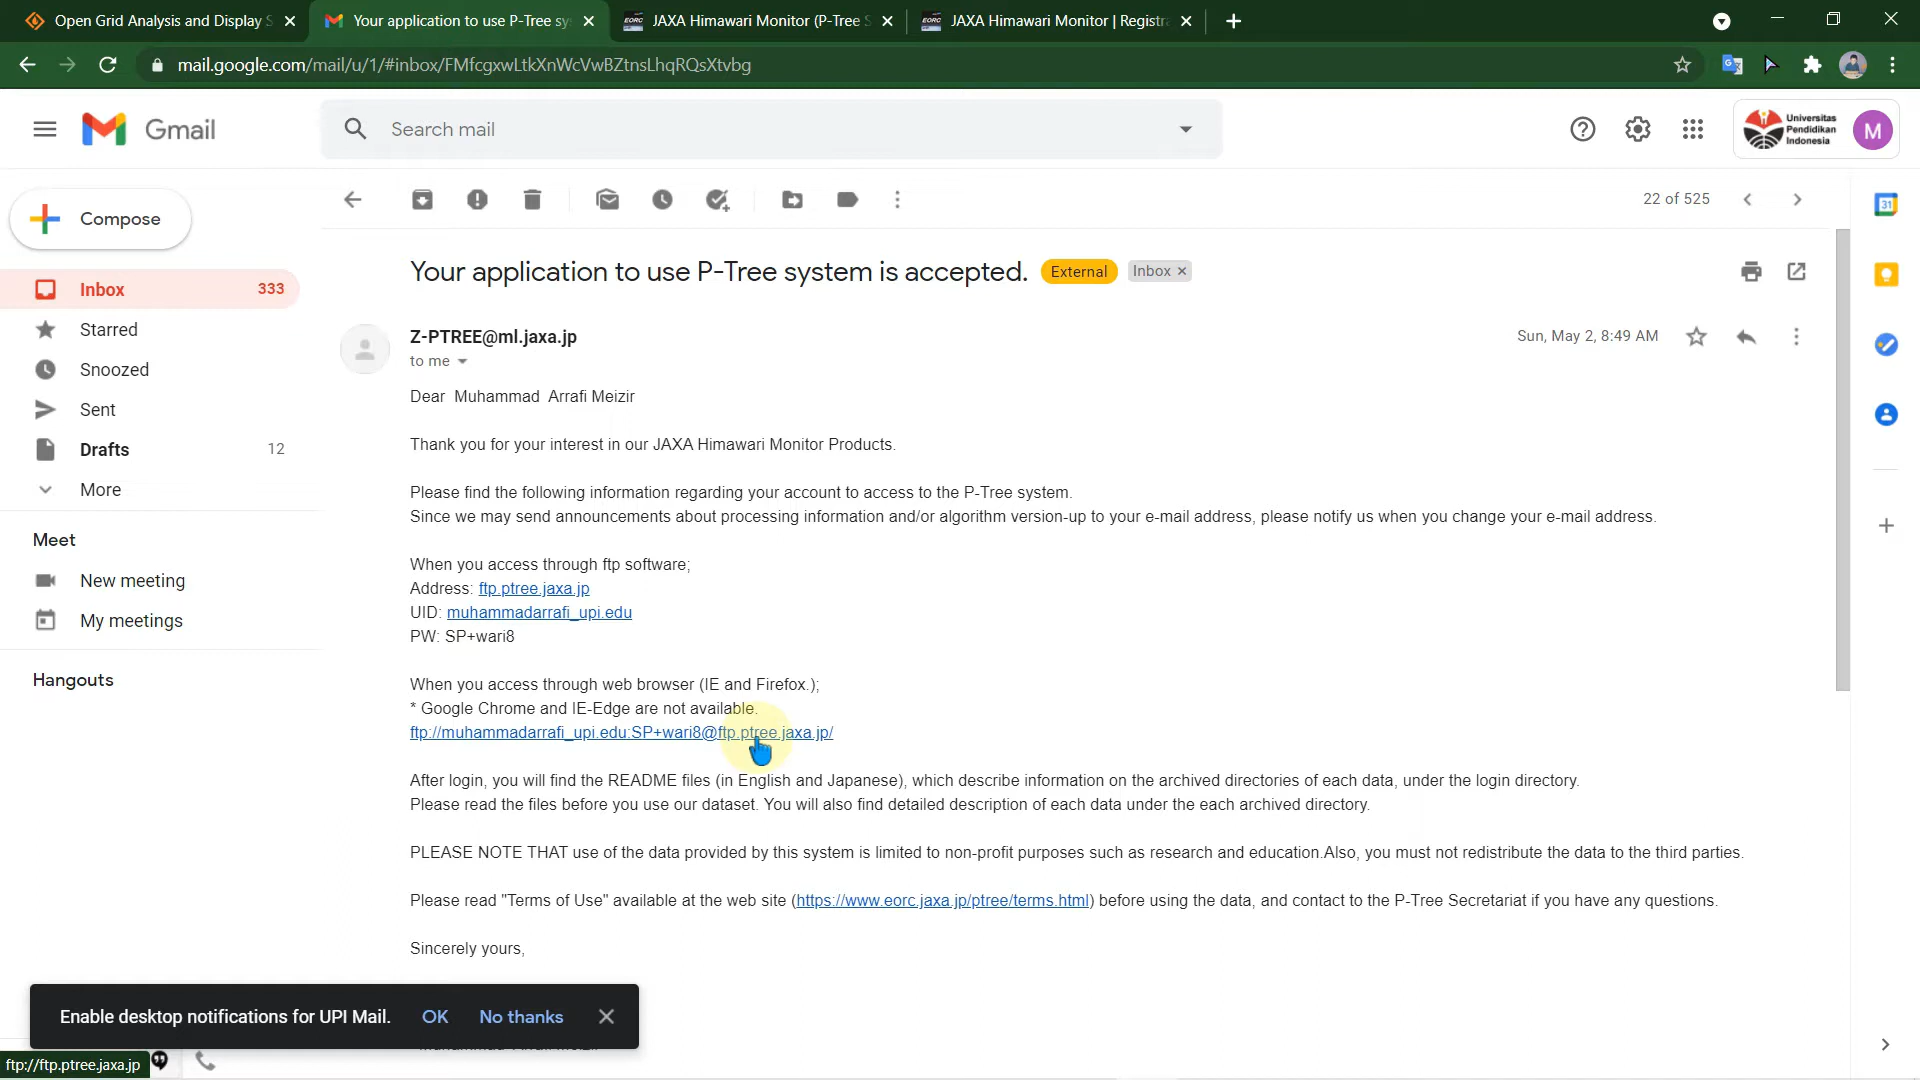 Open Grid Analysis and Display S
Your application to use P-Tree sy
JAXA Himawari Monitor (P-Tree S
JAXA Himawari Monitor | Registra
mail.google.com/mail/u/1/#inbox/FMfcgxwLtkXnWcVwBZtnsLhqRQsXtvbg
Gmail
Search mail
Universitas
Pendidikan
Indonesia
M
Compose
22 of 525
Your application to use P-Tree system is accepted.
External
Inbox ×
Inbox 333
Starred
Snoozed
Sent
Drafts 12
More
Meet
New meeting
My meetings
Hangouts
Z-PTREE@ml.jaxa.jp
Sun, May 2, 8:49 AM
to me
Dear Muhammad Arrafi Meizir
Thank you for your interest in our JAXA Himawari Monitor Products.
Please find the following information regarding your account to access to the P-Tree system.
Since we may send announcements about processing information and/or algorithm version-up to your e-mail address, please notify us when you change your e-mail address.
When you access through ftp software;
Address: ftp.ptree.jaxa.jp
UID: muhammadarrafi_upi.edu
PW: SP+wari8
When you access through web browser (IE and Firefox.);
* Google Chrome and IE-Edge are not available.
ftp://muhammadarrafi_upi.edu:SP+wari8@ftp.ptree.jaxa.jp/
After login, you will find the README files (in English and Japanese), which describe information on the archived directories of each data, under the login directory.
Please read the files before you use our dataset. You will also find detailed description of each data under the each archived directory.
PLEASE NOTE THAT use of the data provided by this system is limited to non-profit purposes such as research and education.Also, you must not redistribute the data to the third parties.
Please read "Terms of Use" available at the web site (https://www.eorc.jaxa.jp/ptree/terms.html) before using the data, and contact to the P-Tree Secretariat if you have any questions.
Sincerely yours,
Enable desktop notifications for UPI Mail. OK No thanks
ftp://ftp.ptree.jaxa.jp